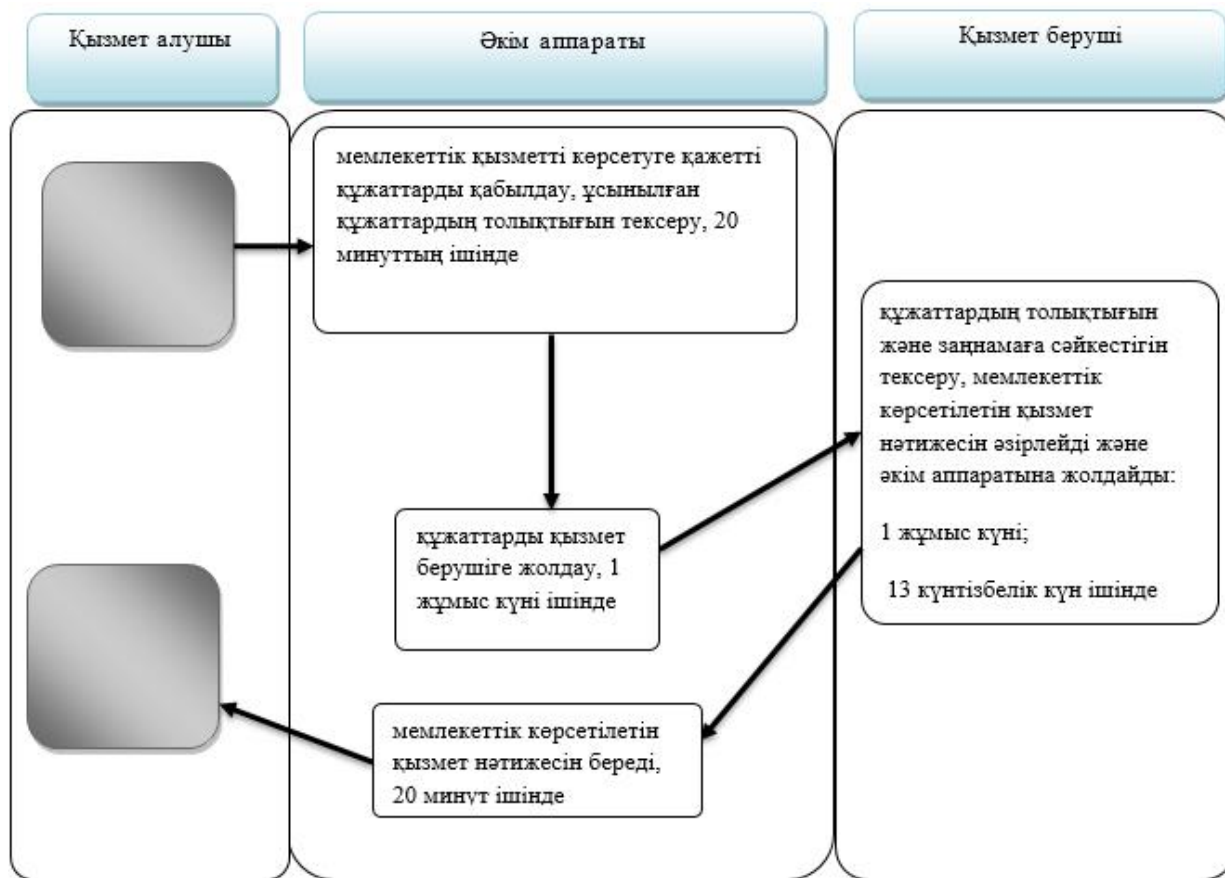 Қызмет алушы
Әкім аппараты
Қызмет беруші
мемлекеттік қызметті көрсетуге қажетті
құжаттарды қабылдау, ұсынылған
құжаттардың толықтығын тексеру, 20
минуттың ішінде
құжаттардың толықтығын
және заңнамаға сәйкестігін
тексеру, мемлекеттік
көрсетілетін қызмет
нәтижесін әзірлейді және
әкім аппаратына жолдайды:
1 жұмыс күні;
13 күнтізбелік күн ішінде
құжаттарды қызмет
берушіге жолдау, 1
жұмыс күні ішінде
мемлекеттік көрсетілетін
қызмет нәтижесін береді,
20 минут ішінде